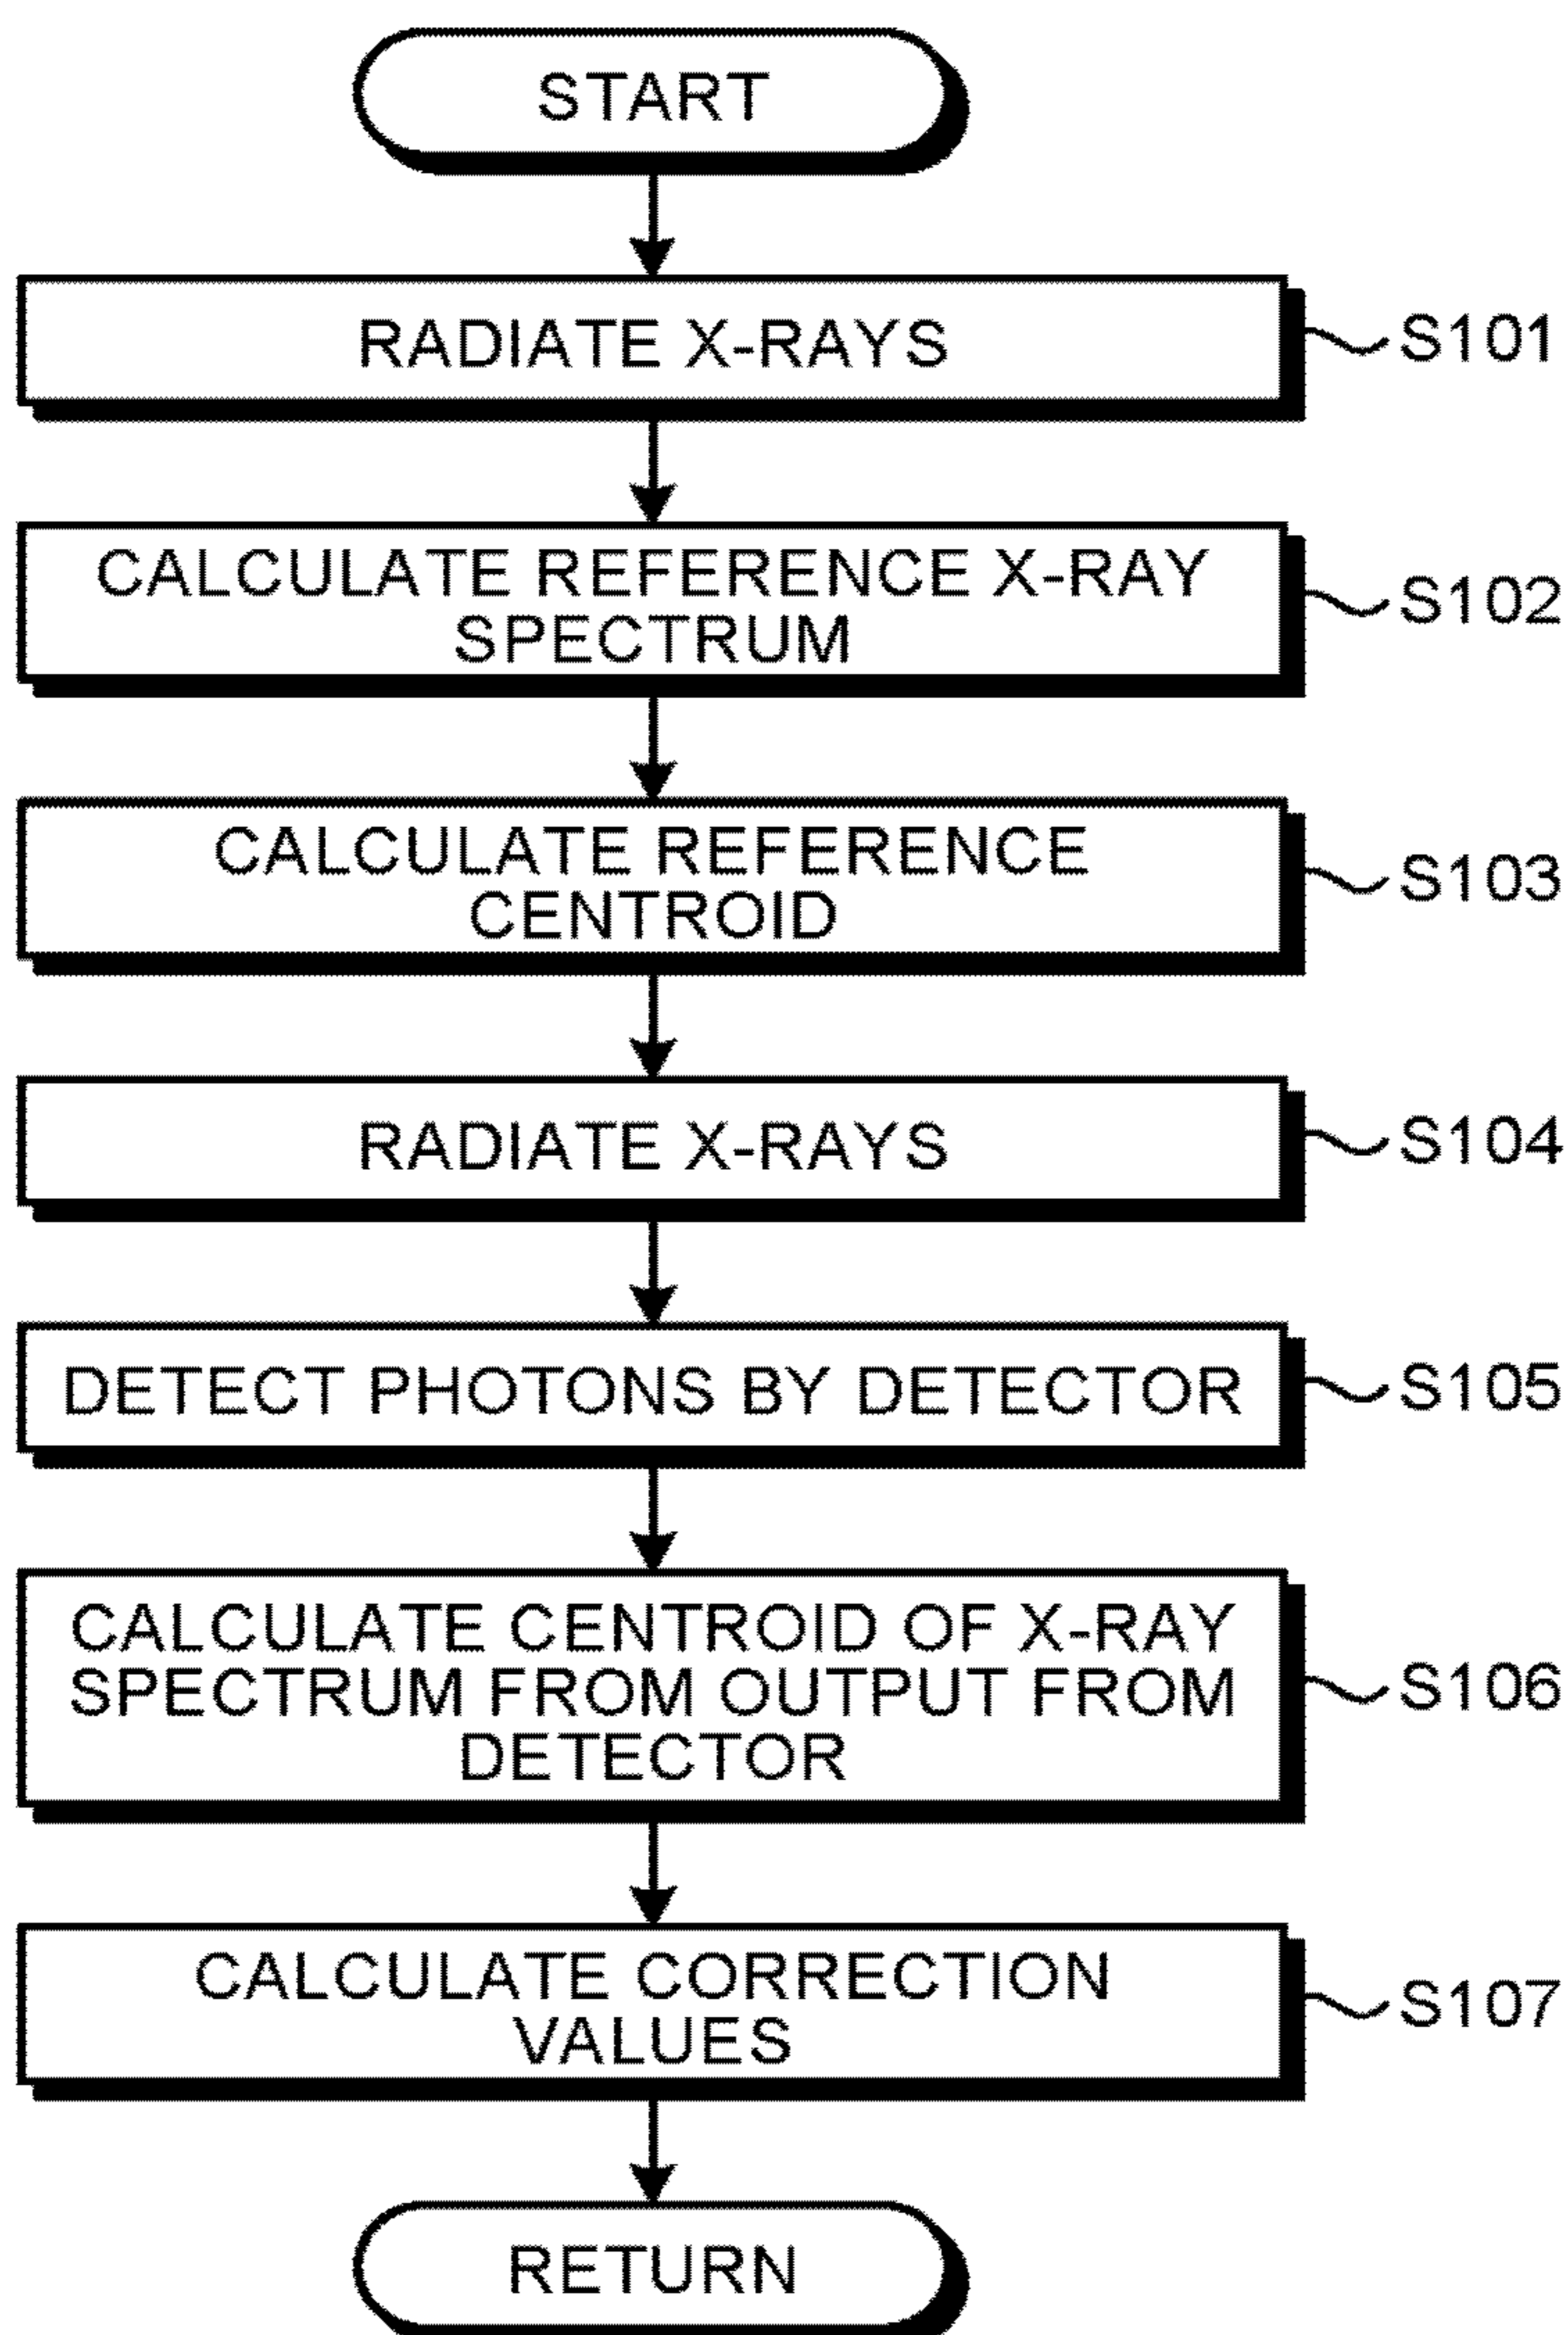 START
RADIATE X-RAYS
S101
CALCULATE REFERENCE X-RAY
SPECTRUM
S102
CALCULATE REFERENCE
CENTROID
S103
RADIATE X-RAYS
S104
DETECT PHOTONS BY DETECTOR
S105
CALCULATE CENTROID OF X-RAY
SPECTRUM FROM OUTPUT FROM
DETECTOR
S106
CALCULATE CORRECTION
VALUES
S107
RETURN